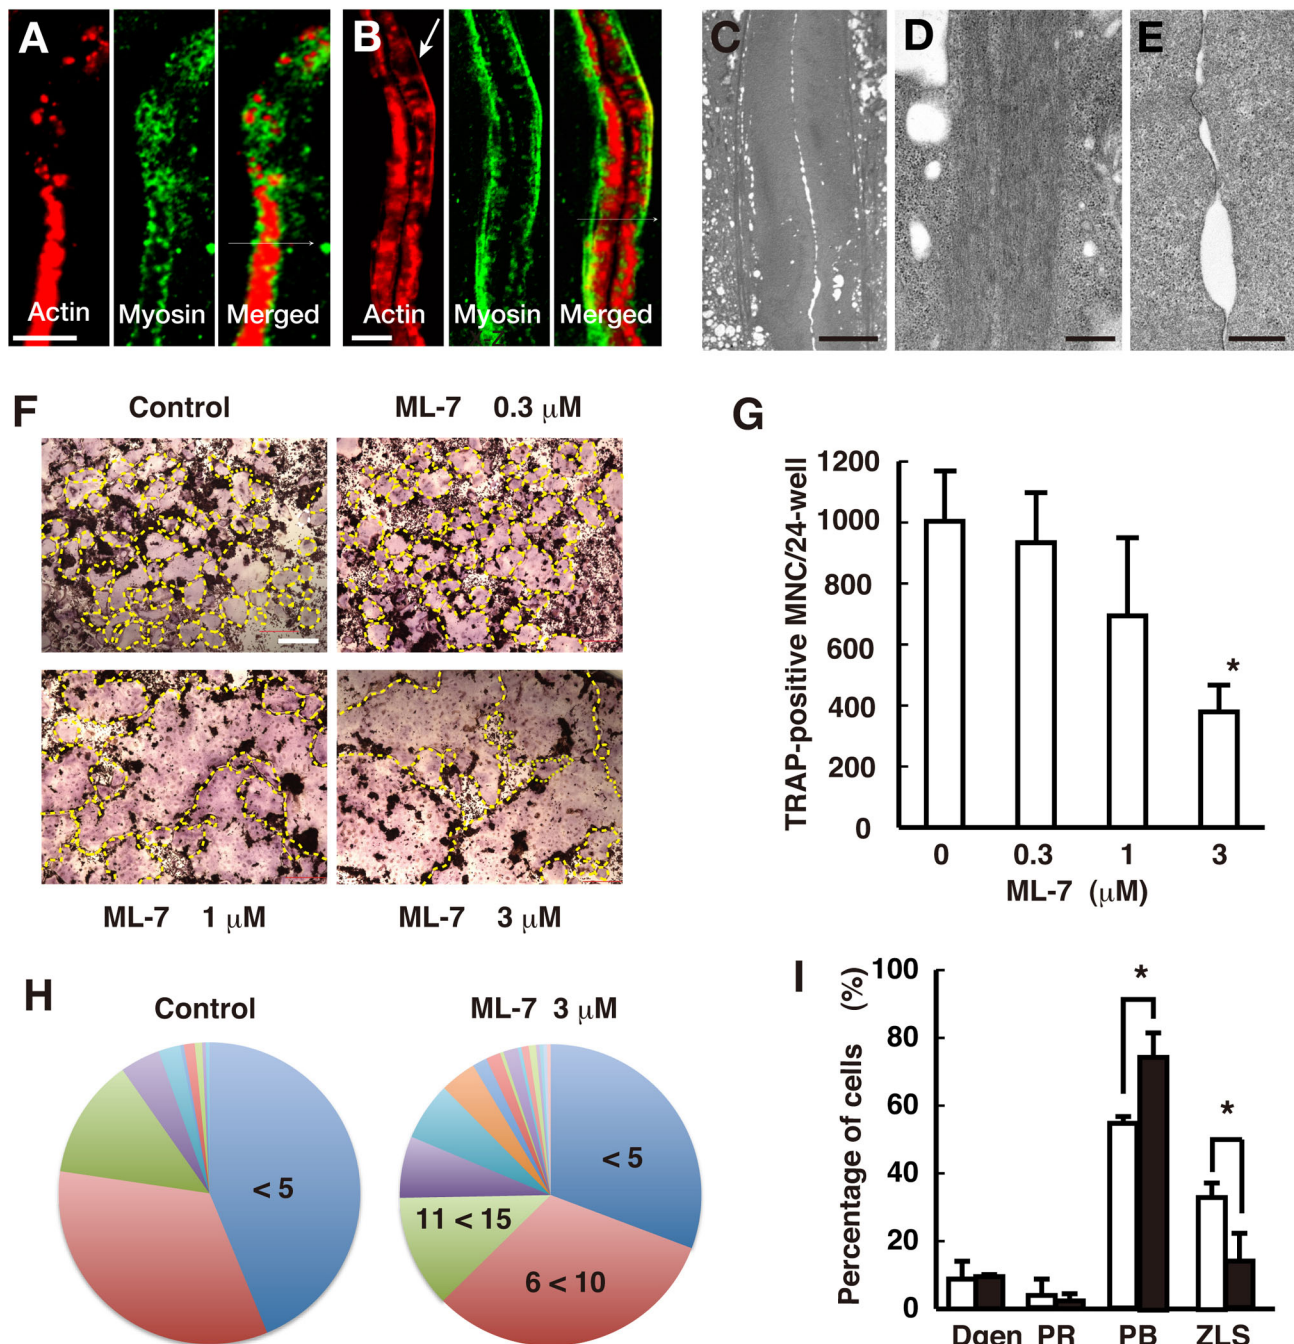 A B C D E
Actin Myosin Merged Actin Myosin Merged
F Control ML-7 0.3 μM
ML-7 1 μM ML-7 3 μM
G
TRAP-positive MNC/24-well
1200
1000
800
600
400
200
0
*
0 0.3 1 3
ML-7 (μM)
H Control ML-7 3 μM
< 5
< 5
11 < 15
6 < 10
I
Percentage of cells (%)
100
80
60
40
20
0
*
*
Dgen PR PB ZLS